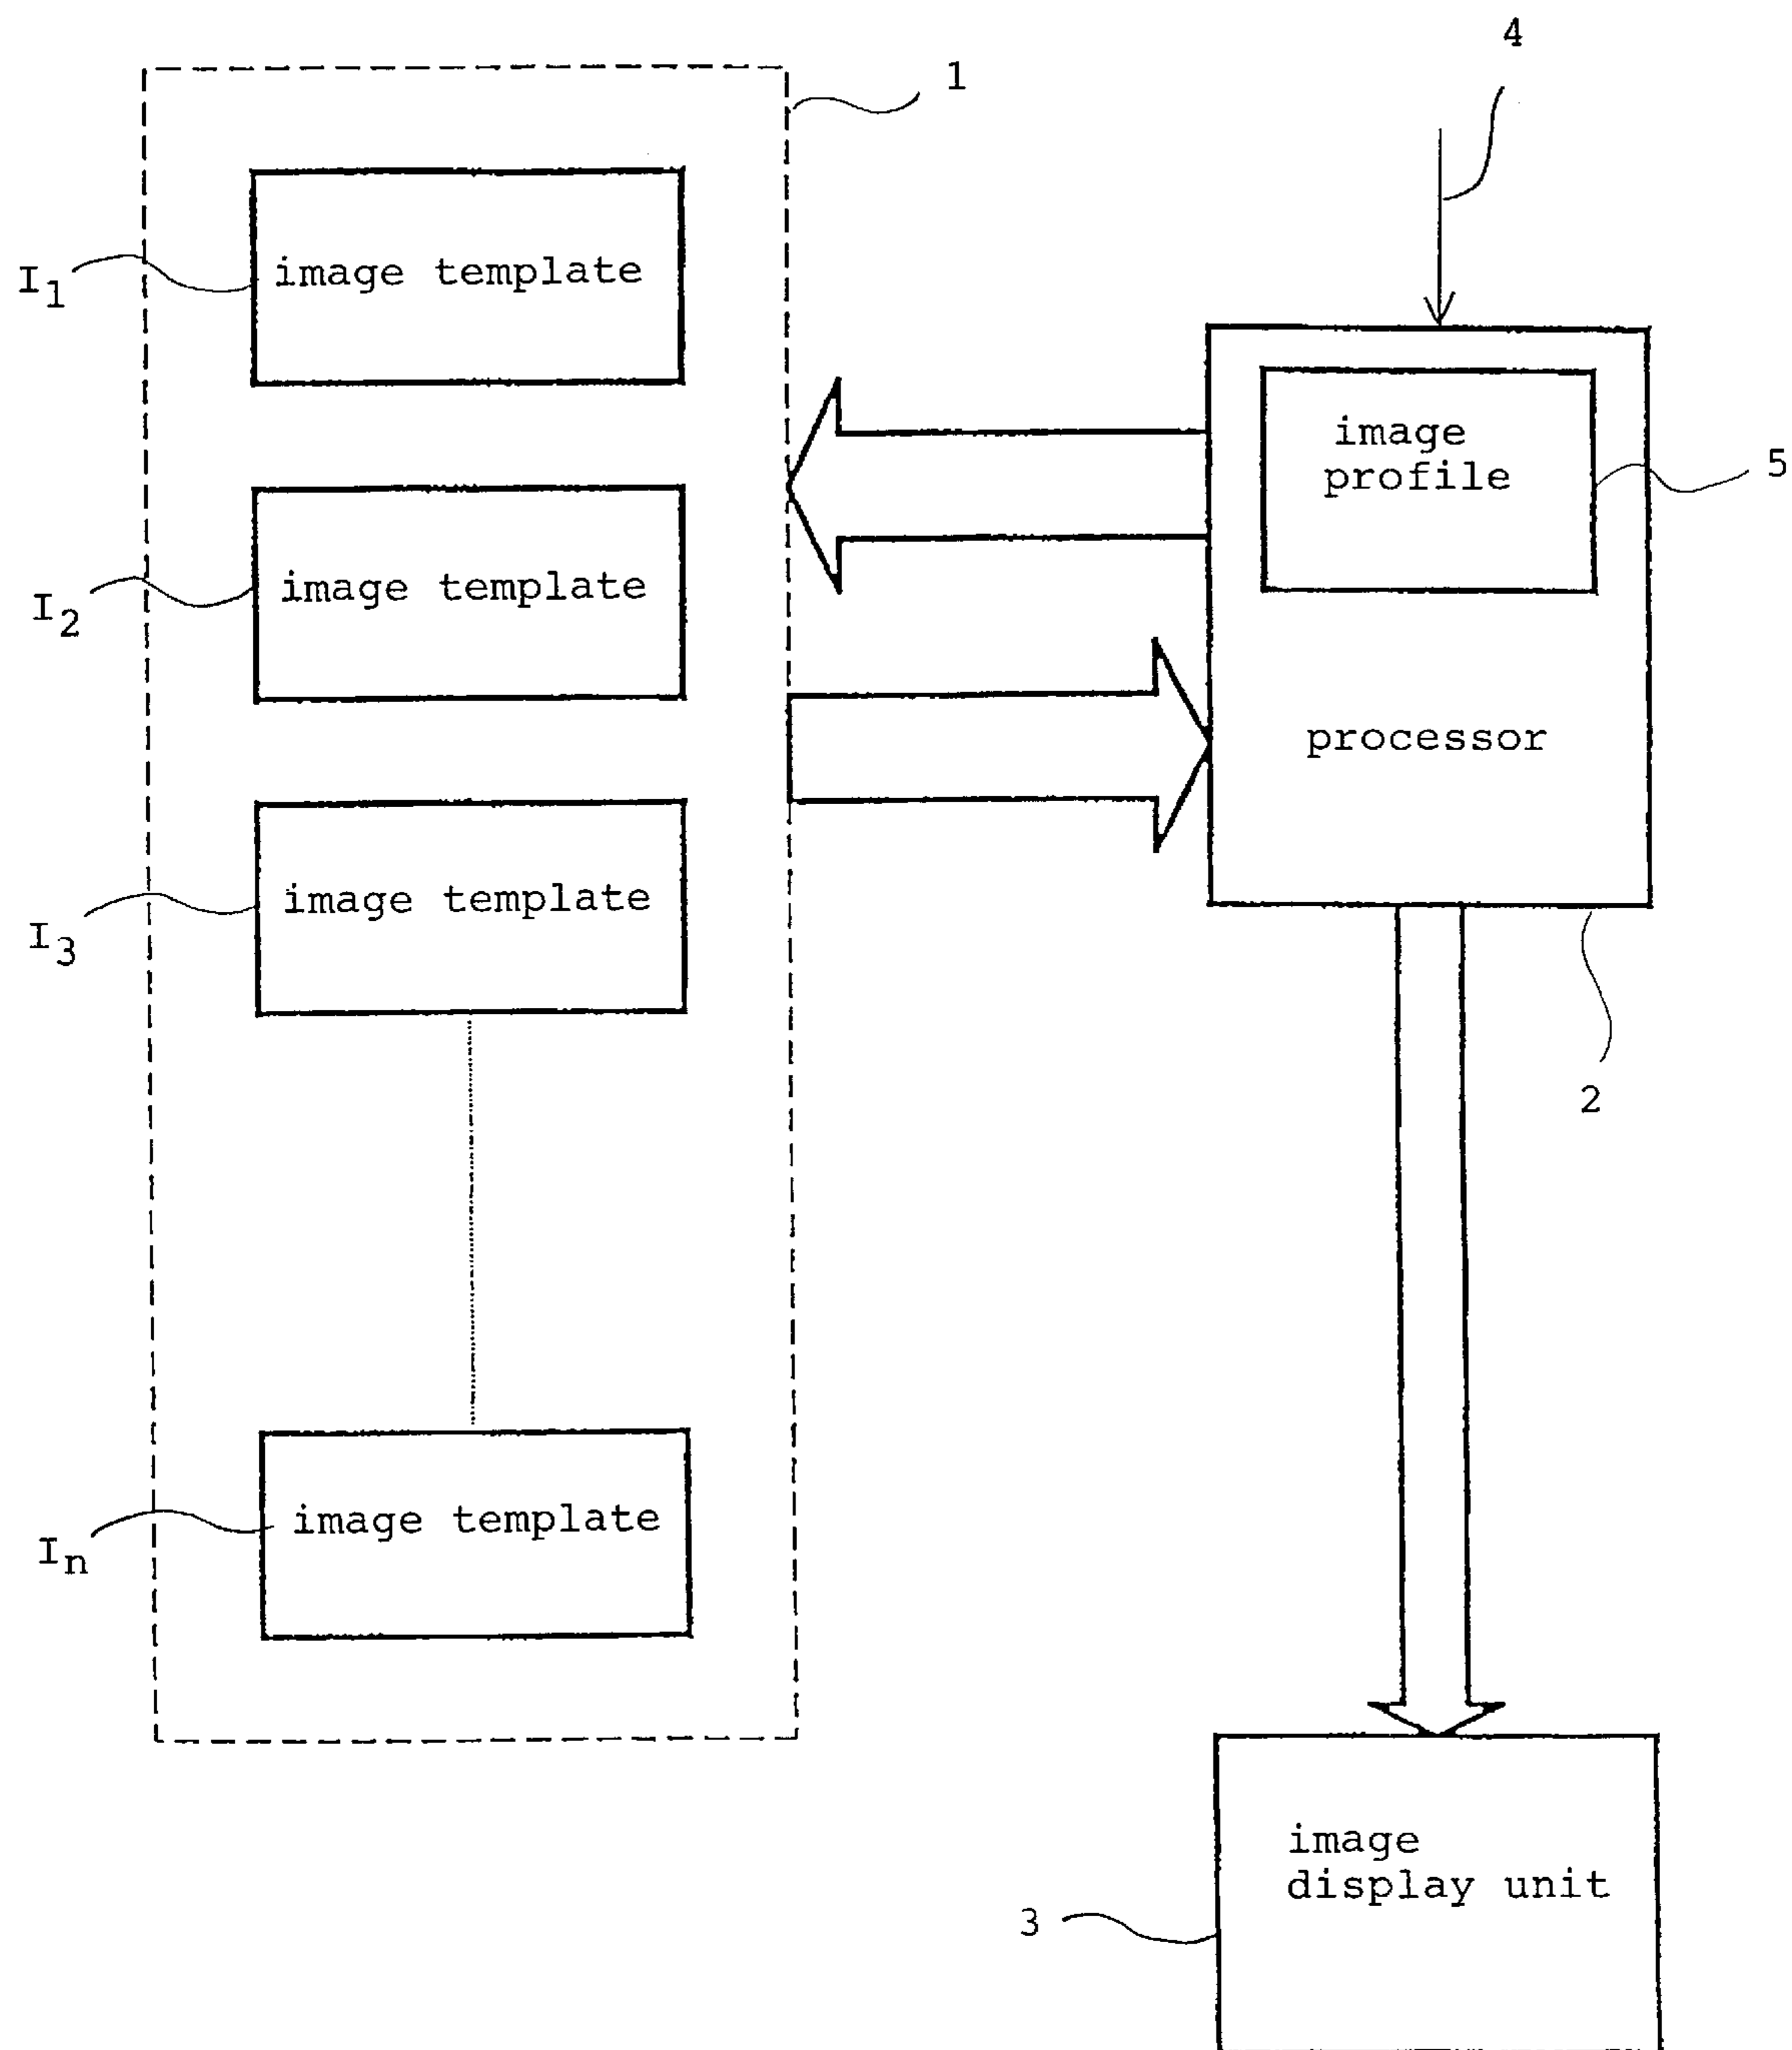 4
1
I1
image template
image
profile
5
I2
image template
processor
I3
image template
2
In
image template
image
display unit
3